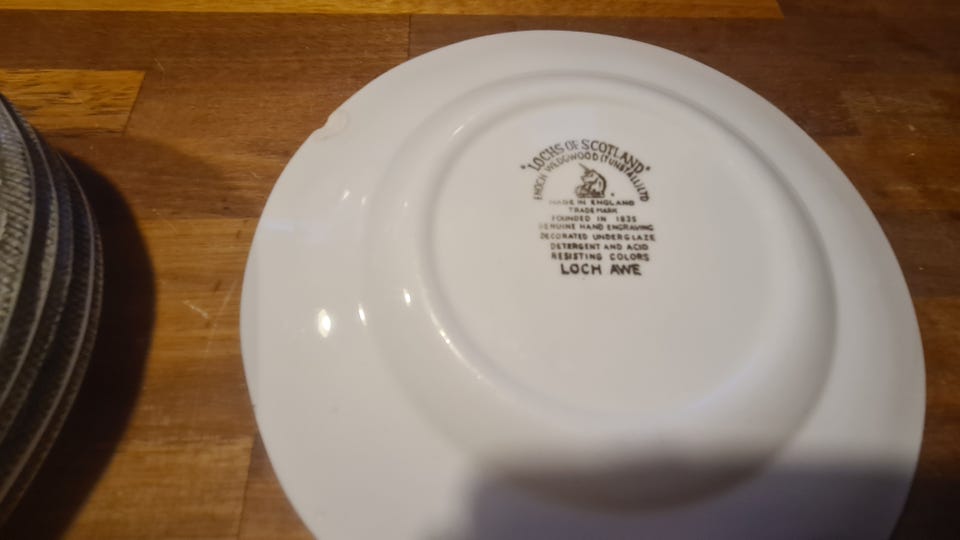 "LOCHS OF SCOTLAND"
ENOCH WEDGWOOD (TUNSTALL) LTD
MADE IN ENGLAND
TRADE MARK
FOUNDED IN 1835
GENUINE HAND ENGRAVING
DECORATED UNDERGLAZE
DETERGENT AND ACID
RESISTING COLORS
LOCH AWE